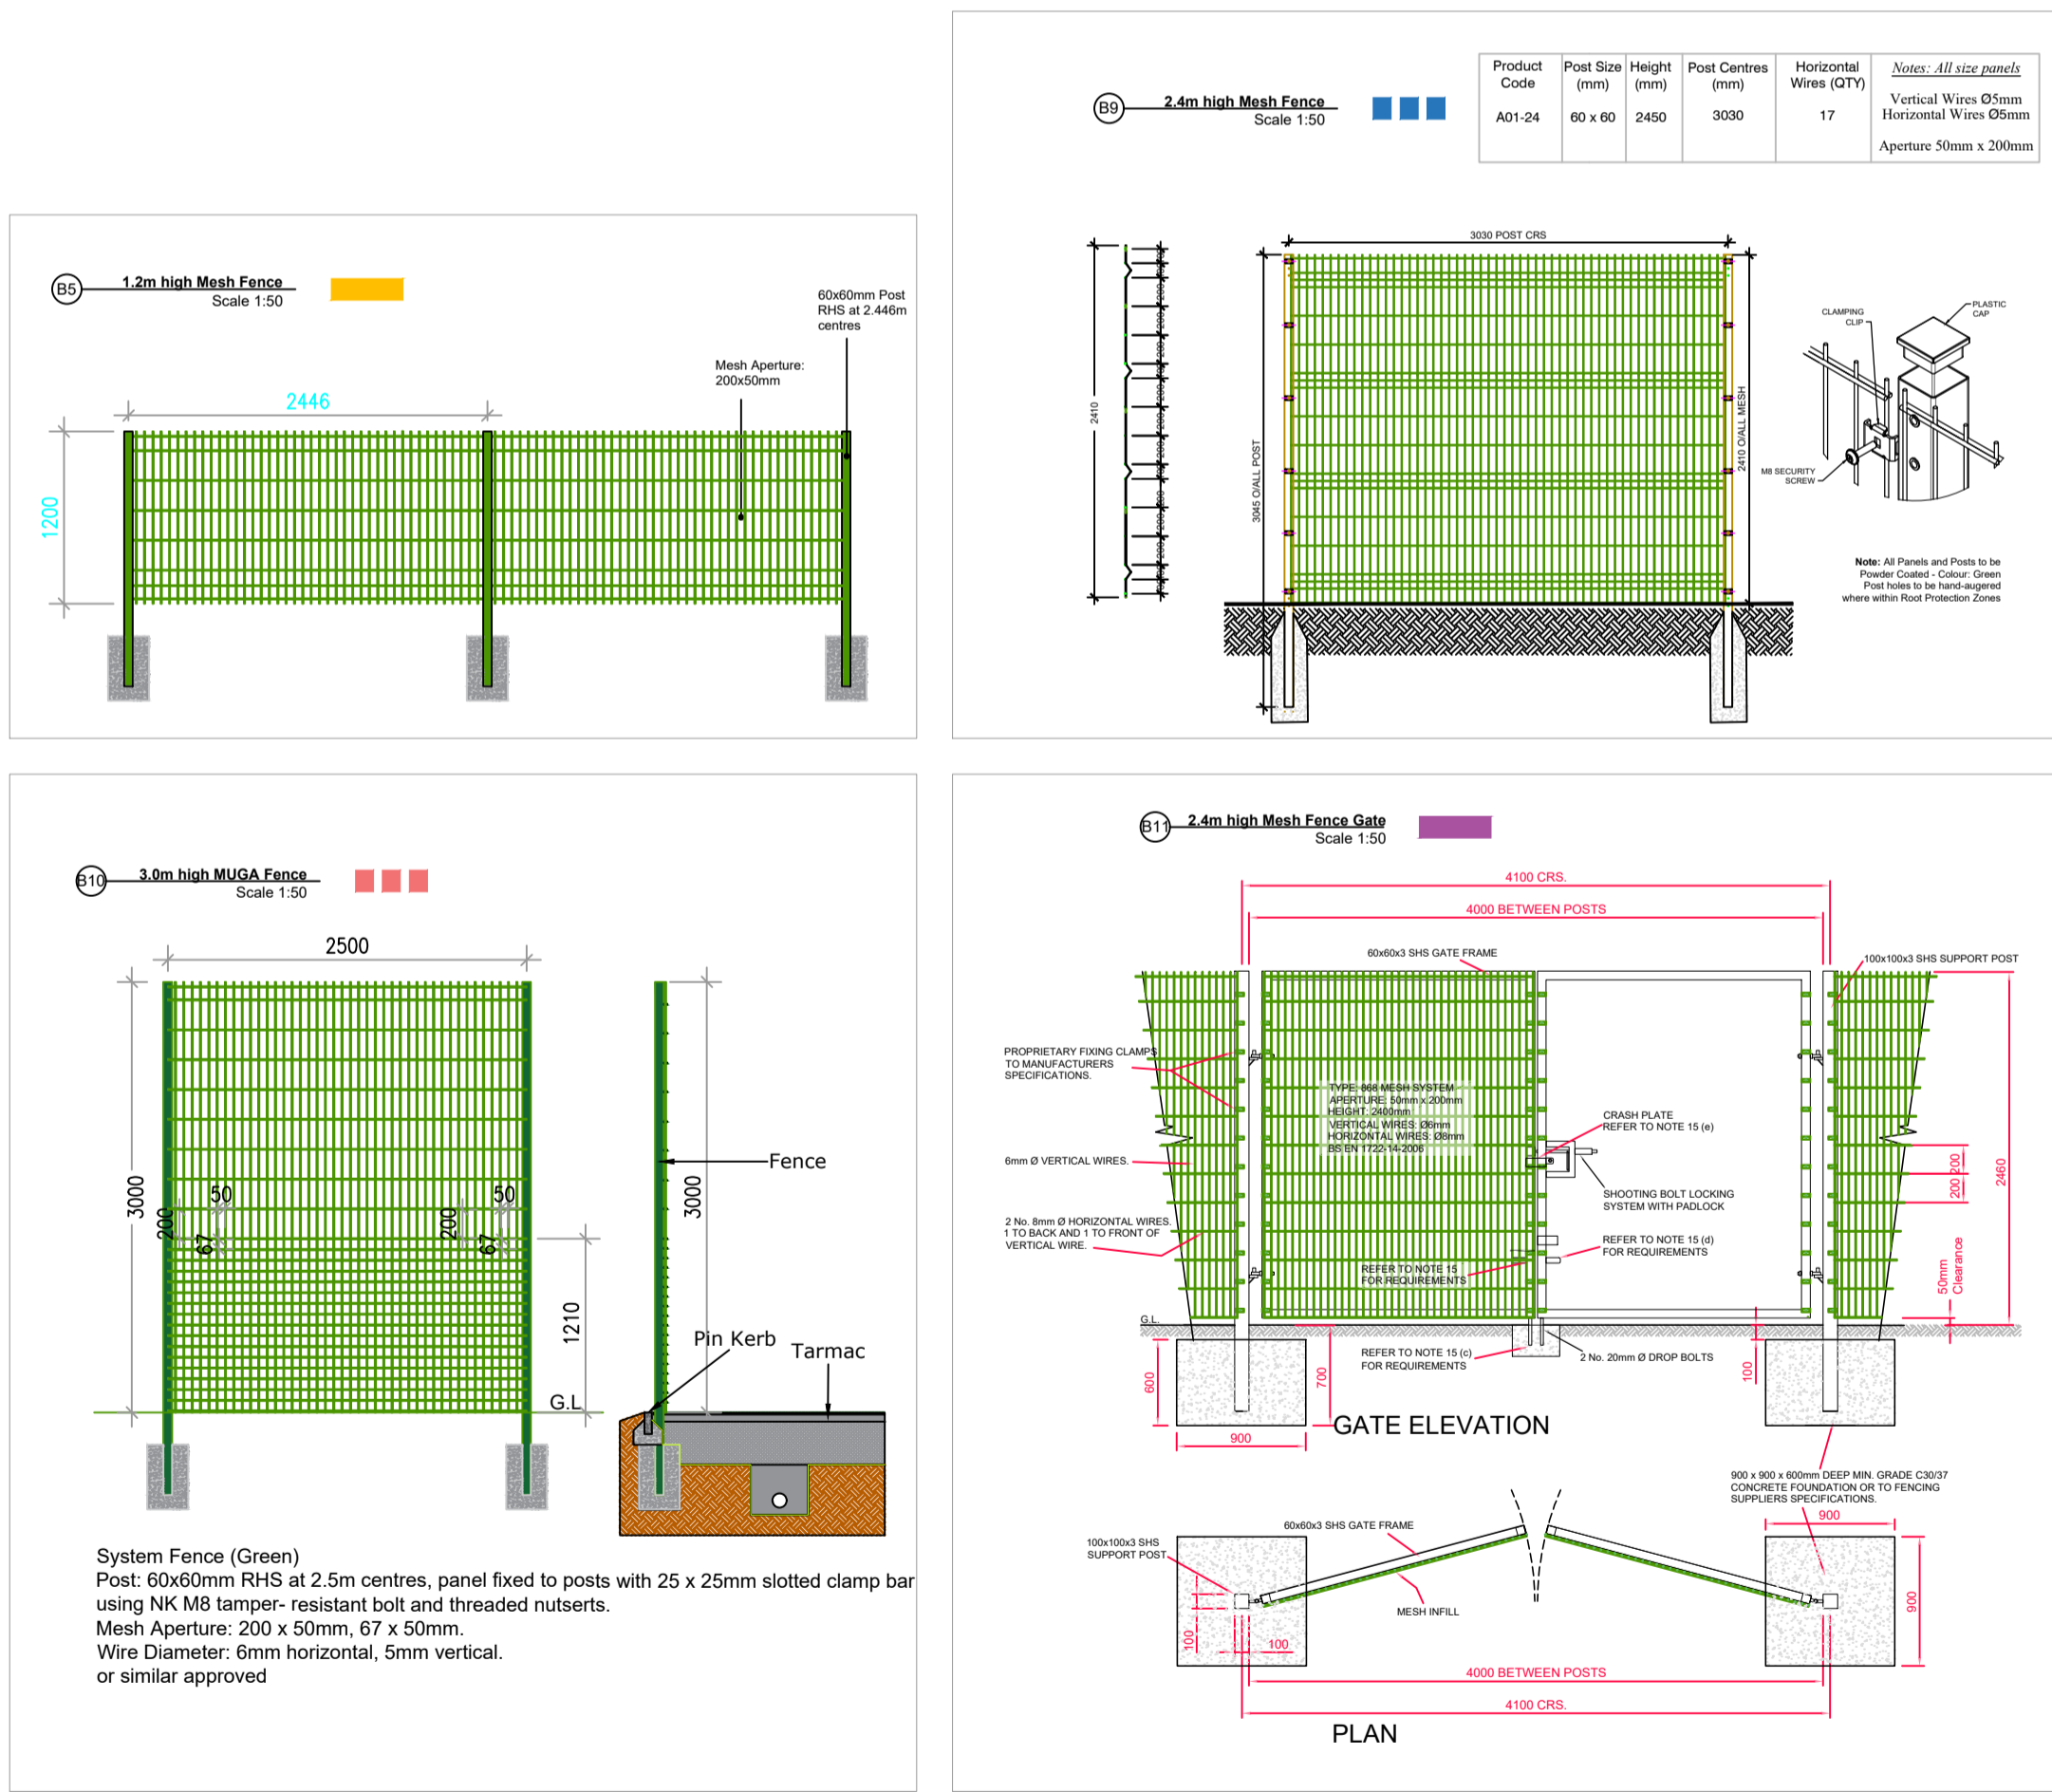 B5
1.2m high Mesh Fence
Scale 1:50
60x60mm Post
RHS at 2.446m
centres
Mesh Aperture:
200x50mm
2446
1200
B9
2.4m high Mesh Fence
Scale 1:50
Product Code
Post Size (mm)
Height (mm)
Post Centres (mm)
Horizontal Wires (QTY)
Notes: All size panels
A01-24
60 x 60
2450
3030
17
Vertical Wires Ø5mm
Horizontal Wires Ø5mm
Aperture 50mm x 200mm
3030 POST CRS
2410
3045 O/ALL POST
2410 O/ALL MESH
PLASTIC
CAP
CLAMPING
CLIP
M8 SECURITY
SCREW
Note: All Panels and Posts to be
Powder Coated - Colour: Green
Post holes to be hand-augered
where within Root Protection Zones
B10
3.0m high MUGA Fence
Scale 1:50
2500
3000
200
50
67
200
50
67
1210
G.L
3000
Fence
Pin Kerb
Tarmac
System Fence (Green)
Post: 60x60mm RHS at 2.5m centres, panel fixed to posts with 25 x 25mm slotted clamp bar
using NK M8 tamper- resistant bolt and threaded nutserts.
Mesh Aperture: 200 x 50mm, 67 x 50mm.
Wire Diameter: 6mm horizontal, 5mm vertical.
or similar approved
B11
2.4m high Mesh Fence Gate
Scale 1:50
4100 CRS.
4000 BETWEEN POSTS
60x60x3 SHS GATE FRAME
100x100x3 SHS SUPPORT POST
PROPRIETARY FIXING CLAMPS
TO MANUFACTURERS
SPECIFICATIONS.
TYPE: 868 MESH SYSTEM
APERTURE: 50mm x 200mm
HEIGHT: 2400mm
VERTICAL WIRES: Ø6mm
HORIZONTAL WIRES: Ø8mm
BS EN 1722-14-2006
CRASH PLATE
REFER TO NOTE 15 (e)
6mm Ø VERTICAL WIRES.
SHOOTING BOLT LOCKING
SYSTEM WITH PADLOCK
2 No. 8mm Ø HORIZONTAL WIRES.
1 TO BACK AND 1 TO FRONT OF
VERTICAL WIRE.
REFER TO NOTE 15 (d)
FOR REQUIREMENTS
REFER TO NOTE 15
FOR REQUIREMENTS
200
200
2460
50mm
Clearance
G.L.
REFER TO NOTE 15 (c)
FOR REQUIREMENTS
2 No. 20mm Ø DROP BOLTS
600
700
100
900
GATE ELEVATION
900 x 900 x 600mm DEEP MIN. GRADE C30/37
CONCRETE FOUNDATION OR TO FENCING
SUPPLIERS SPECIFICATIONS.
900
60x60x3 SHS GATE FRAME
100x100x3 SHS
SUPPORT POST
MESH INFILL
900
100
100
4000 BETWEEN POSTS
4100 CRS.
PLAN